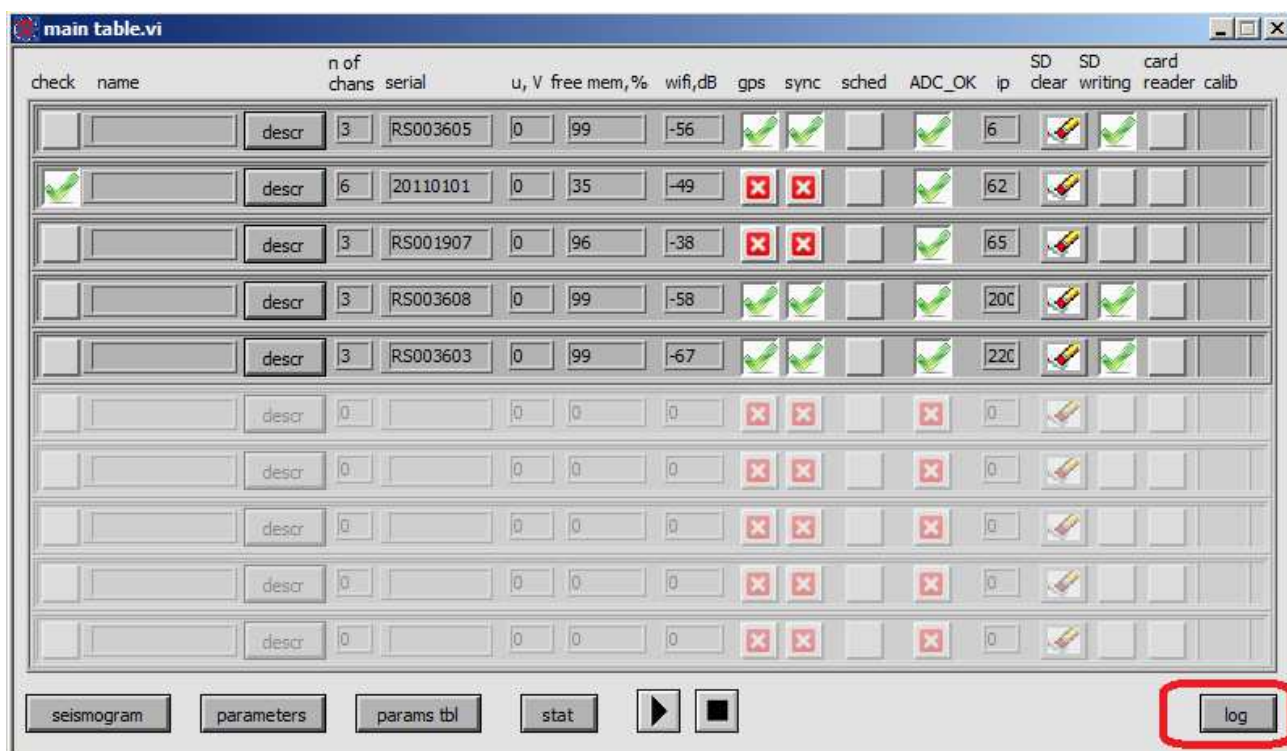 main table.vi
check name n of chans serial u, V free mem,% wifi,dB gps sync sched ADC_OK ip SD clear SD writing card reader calib
descr 3 RS003605 0 99 -56 6
descr 6 20110101 0 35 -49 62
descr 3 RS001907 0 96 -38 65
descr 3 RS003608 0 99 -58 200
descr 3 RS003603 0 99 -67 220
descr 0 0 0 0 0
descr 0 0 0 0 0
descr 0 0 0 0 0
descr 0 0 0 0 0
descr 0 0 0 0 0
seismogram parameters params tbl stat log